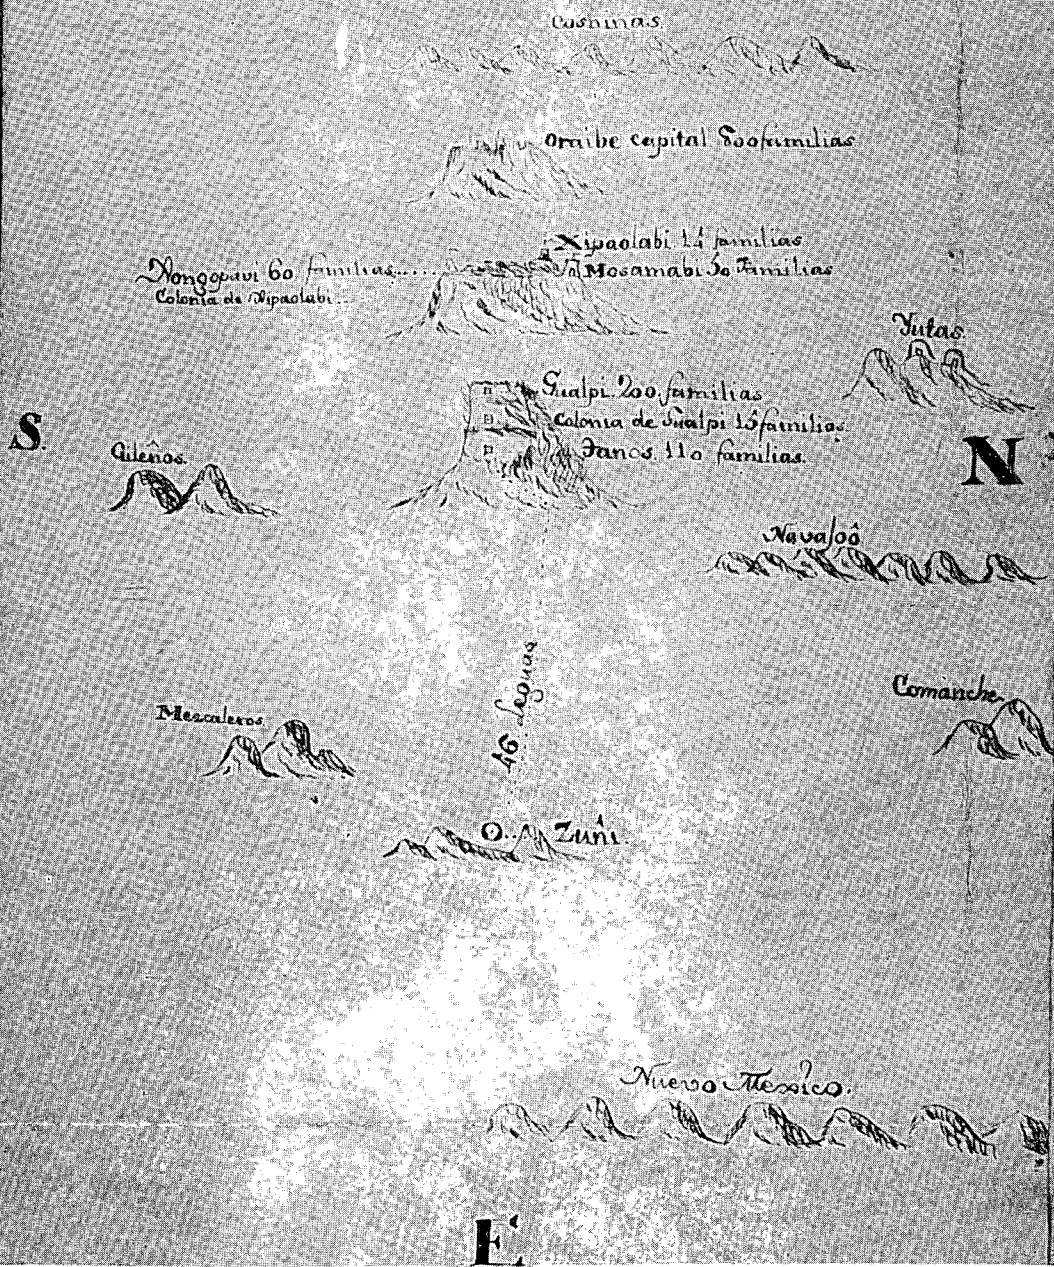 Cosninas
Oraibe capital 800 familias
Xipaolabi 14 familias
Mosamabi 50 Familias
Xongopavi 60 familias......
Colonia de Xipaolabi...
Yutas.
Gualpi. 200. familias
Colonia de Gualpi 15 familias.
Tanos. 110 familias.
S.
N
Gileños.
Navajoô
46 Leguas
Comanche
Mescaleros
O.. Zuñi.
Nuevo Mexico.
E